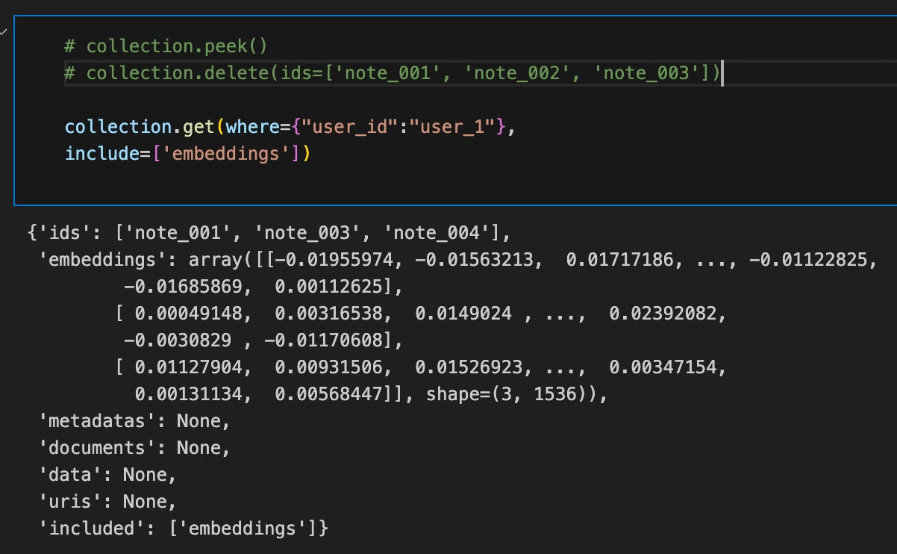 # collection.peek()
# collection.delete(ids=['note_001', 'note_002', 'note_003'])
collection.get(where={"user_id":"user_1"},
include=['embeddings'])
{'ids': ['note_001', 'note_003', 'note_004'],
'embeddings': array([[-0.01955974, -0.01563213,  0.01717186, ..., -0.01122825,
-0.01685869,  0.00112625],
[ 0.00049148,  0.00316538,  0.0149024 , ...,  0.02392082,
-0.0030829 , -0.01170608],
[ 0.01127904,  0.00931506,  0.01526923, ...,  0.00347154,
0.00131134,  0.00568447]], shape=(3, 1536)),
'metadatas': None,
'documents': None,
'data': None,
'uris': None,
'included': ['embeddings']}